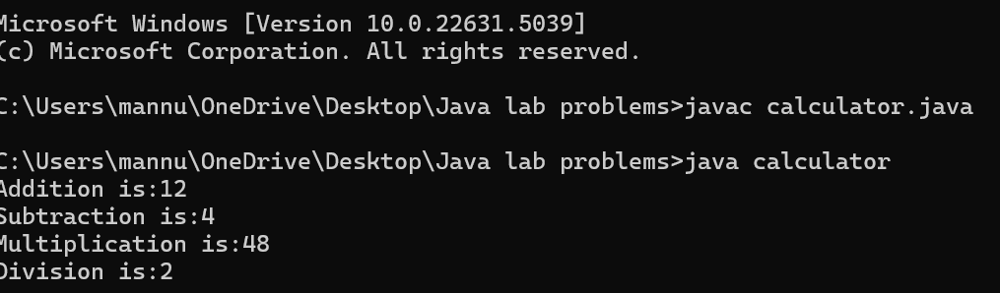 Microsoft Windows [Version 10.0.22631.5039]
(c) Microsoft Corporation. All rights reserved.
C:\Users\mannu\OneDrive\Desktop\Java lab problems>javac calculator.java
C:\Users\mannu\OneDrive\Desktop\Java lab problems>java calculator
Addition is:12
Subtraction is:4
Multiplication is:48
Division is:2